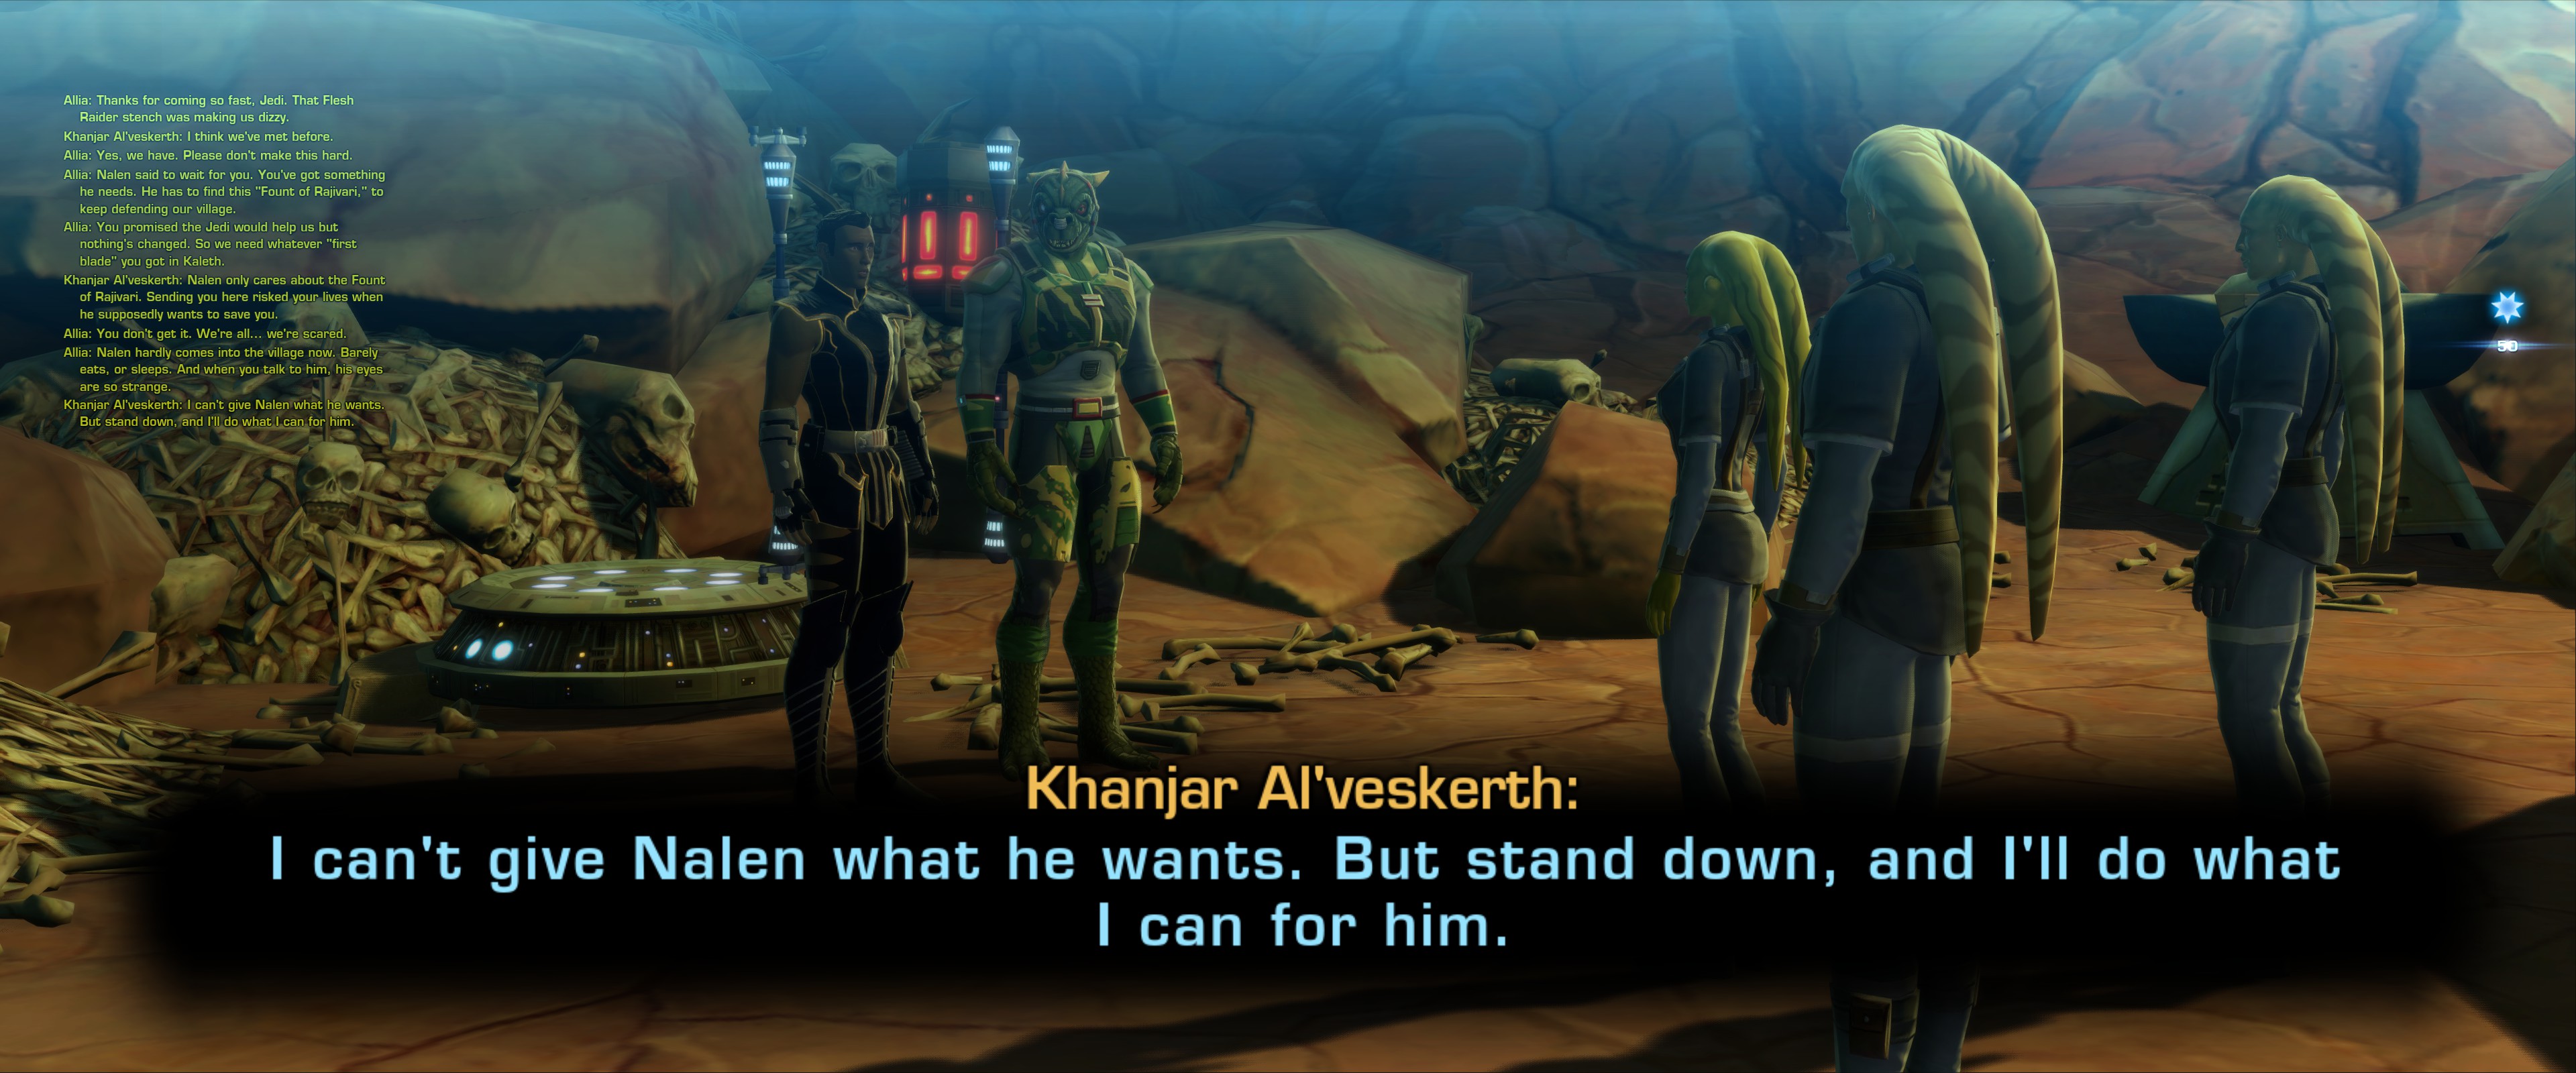 Allia: Thanks for coming so fast, Jedi. That Flesh
Raider stench was making us dizzy.
Khanjar Al'veskerth: I think we've met before.
Allia: Yes, we have. Please don't make this hard.
Allia: Nalen said to wait for you. You've got something
he needs. He has to find this "Fount of Rajivari," to
keep defending our village.
Allia: You promised the Jedi would help us but
nothing's changed. So we need whatever "first
blade" you got in Kaleth.
Khanjar Al'veskerth: Nalen only cares about the Fount
of Rajivari. Sending you here risked your lives when
he supposedly wants to save you.
Allia: You don't get it. We're all... we're scared.
Allia: Nalen hardly comes into the village now. Barely
eats, or sleeps. And when you talk to him, his eyes
are so strange.
Khanjar Al'veskerth: I can't give Nalen what he wants.
But stand down, and I'll do what I can for him.
50
Khanjar Al'veskerth:
I can't give Nalen what he wants. But stand down, and I'll do what
I can for him.